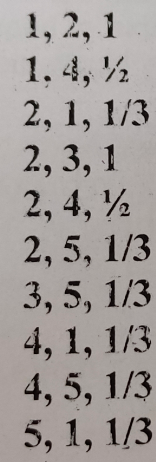 1, 2, 1
1, 4, ½
2, 1, 1/3
2, 3, 1
2, 4, ½
2, 5, 1/3
3, 5, 1/3
4, 1, 1/3
4, 5, 1/3
5, 1, 1/3